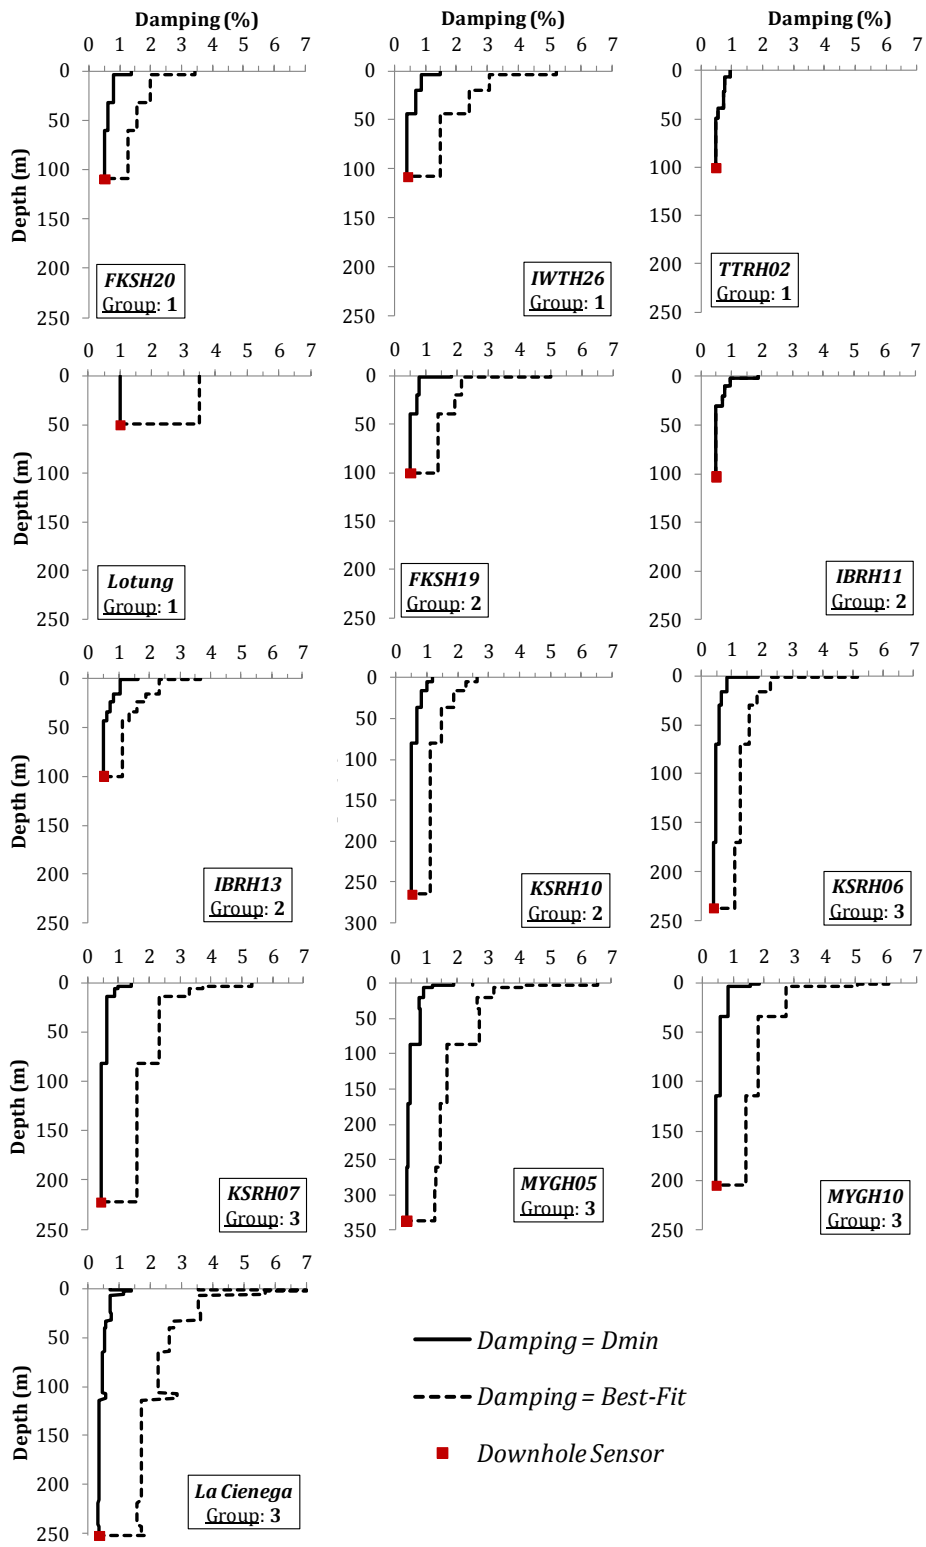 Damping (%) Damping (%) Damping (%)
0 1 2 3 4 5 6 7 0 1 2 3 4 5 6 7 0 1 2 3 4 5 6 7
0 0 0
50 50 50
100 100 100
150 150 150
200 200 200
250 250 250
Depth (m)
FKSH20
Group: 1
IWTH26
Group: 1
TTRH02
Group: 1
0 1 2 3 4 5 6 7 0 1 2 3 4 5 6 7 0 1 2 3 4 5 6 7
0 0 0
50 50 50
100 100 100
150 150 150
200 200 200
250 250 250
Depth (m)
Lotung
Group: 1
FKSH19
Group: 2
IBRH11
Group: 2
0 1 2 3 4 5 6 7 0 1 2 3 4 5 6 7 0 1 2 3 4 5 6 7
0 0 0
50 50 50
100 100 100
150 150 150
200 200 200
250 250 250
300
Depth (m)
IBRH13
Group: 2
KSRH10
Group: 2
KSRH06
Group: 3
0 1 2 3 4 5 6 7 0 1 2 3 4 5 6 7 0 1 2 3 4 5 6 7
0 0 0
50 50 50
100 100 100
150 150 150
200 200 200
250 250 250
300
350
Depth (m)
KSRH07
Group: 3
MYGH05
Group: 3
MYGH10
Group: 3
0 1 2 3 4 5 6 7
0
50
100
150
200
250
Depth (m)
La Cienega
Group: 3
Damping = Dmin
Damping = Best-Fit
Downhole Sensor